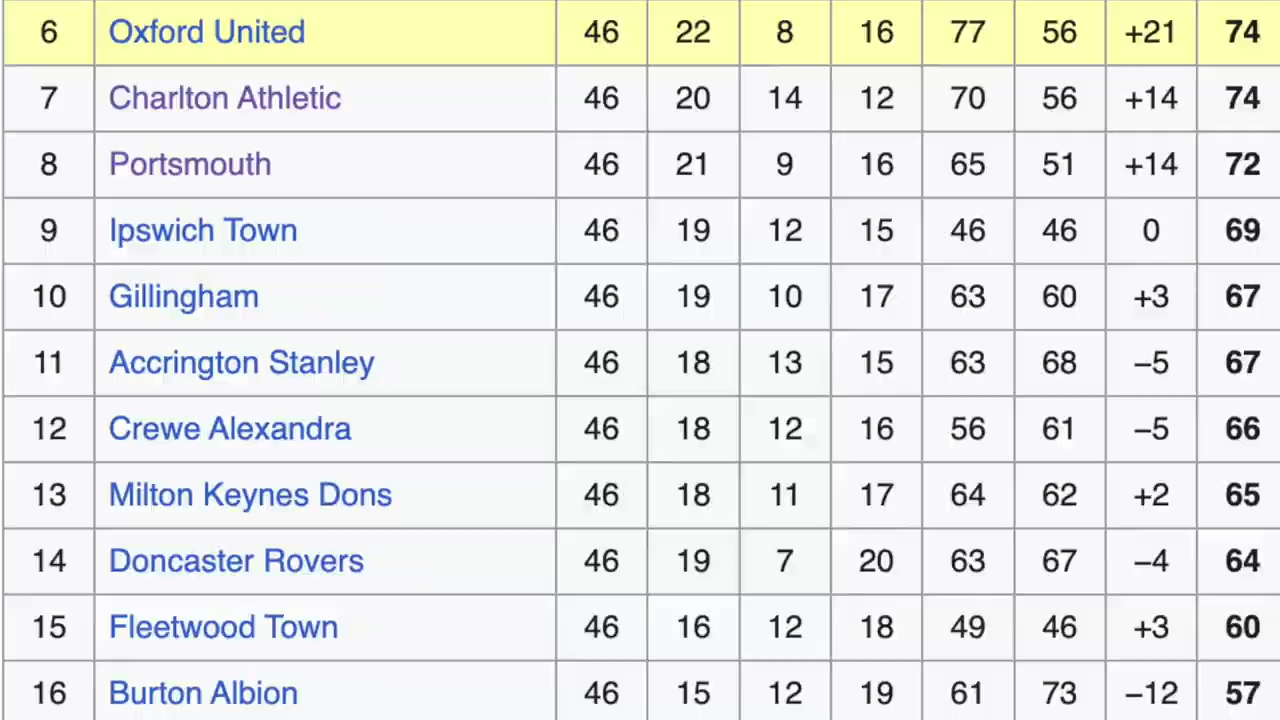 6 Oxford United 46 22 8 16 77 56 +21 74
7 Charlton Athletic 46 20 14 12 70 56 +14 74
8 Portsmouth 46 21 9 16 65 51 +14 72
9 Ipswich Town 46 19 12 15 46 46 0 69
10 Gillingham 46 19 10 17 63 60 +3 67
11 Accrington Stanley 46 18 13 15 63 68 −5 67
12 Crewe Alexandra 46 18 12 16 56 61 −5 66
13 Milton Keynes Dons 46 18 11 17 64 62 +2 65
14 Doncaster Rovers 46 19 7 20 63 67 −4 64
15 Fleetwood Town 46 16 12 18 49 46 +3 60
16 Burton Albion 46 15 12 19 61 73 −12 57